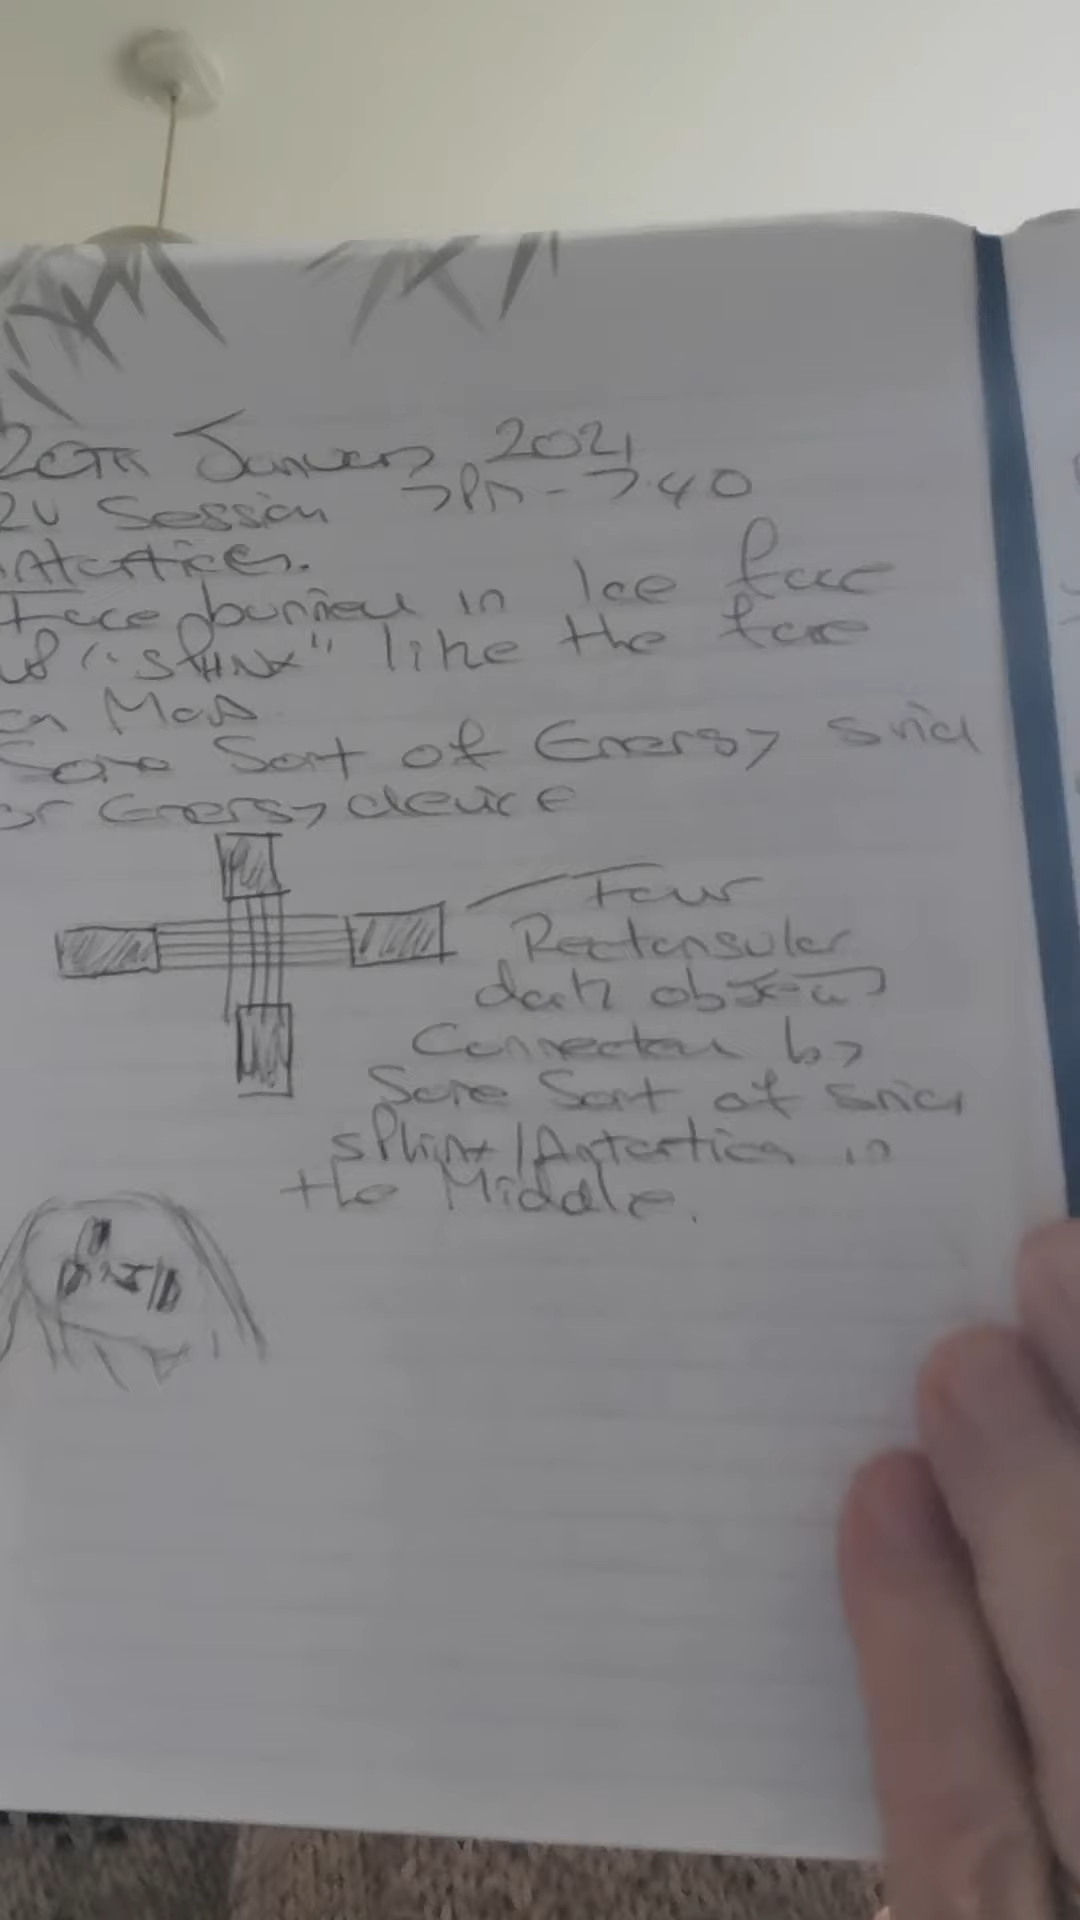 20TH January 2021
RV Session 7PM - 7.40
Antartica.
Face burried in Ice face
of "SPHINX" like the face
on Mars
Some Sort of Energy Grid
or Energy device
Four
Rectangular
dark objects
Connected by
Some Sort of Grid
Sphinx/Antartica in
the Middle.